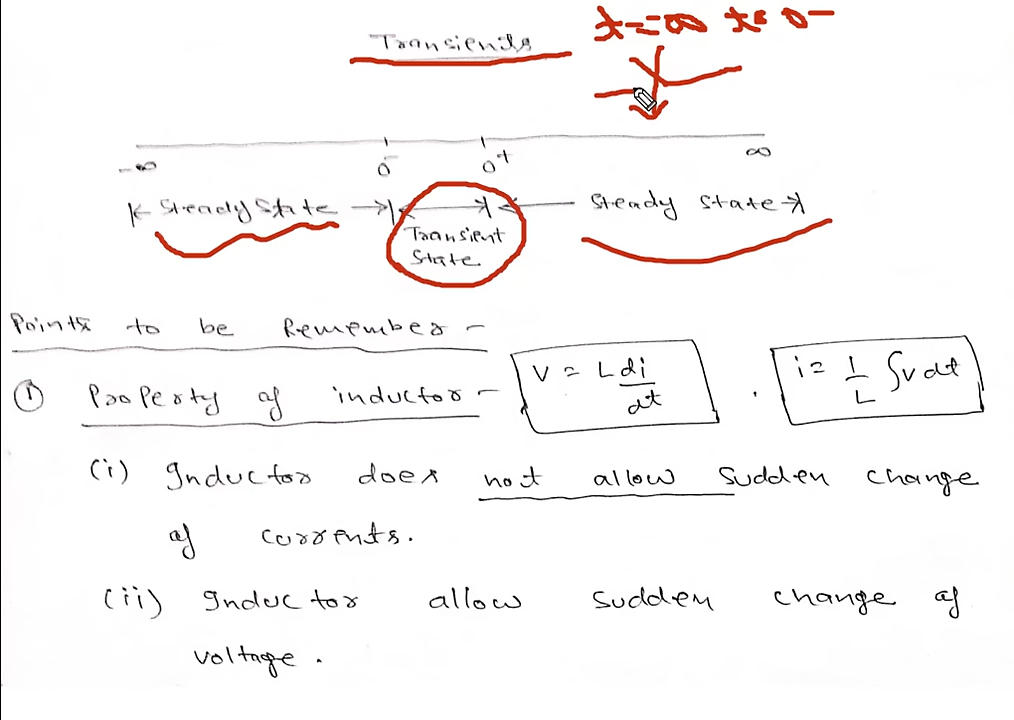 Transients
t=-∞ t= 0-
-∞ 0- 0+ ∞
Steady State Steady State
Transient
State
Points to be Remember -
① Property of inductor - V = L di/dt , i = 1/L ∫v dt
(i) Inductor does not allow sudden change
of currents.
(ii) Inductor allow sudden change of
voltage.